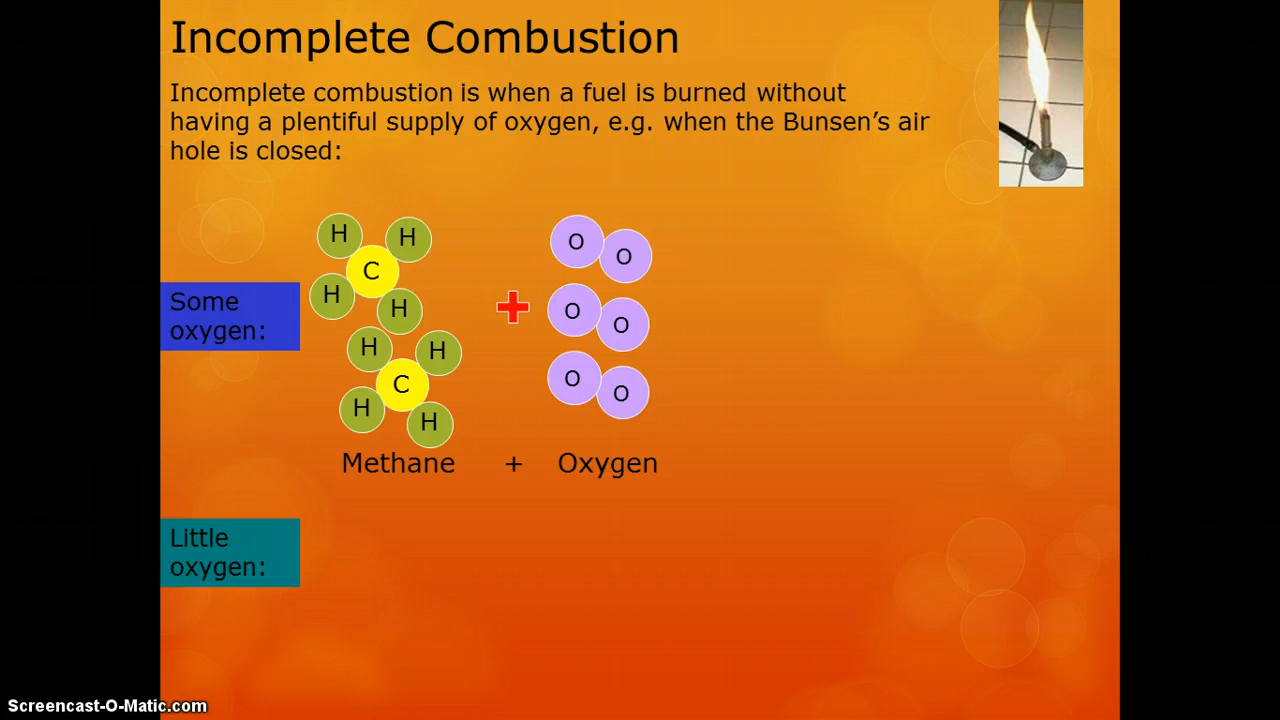 Incomplete Combustion
Incomplete combustion is when a fuel is burned without
having a plentiful supply of oxygen, e.g. when the Bunsen’s air
hole is closed:
H H
C
H H
H H
C
H H
O O
O O
O O
Some
oxygen:
Methane + Oxygen
Little
oxygen:
Screencast-O-Matic.com